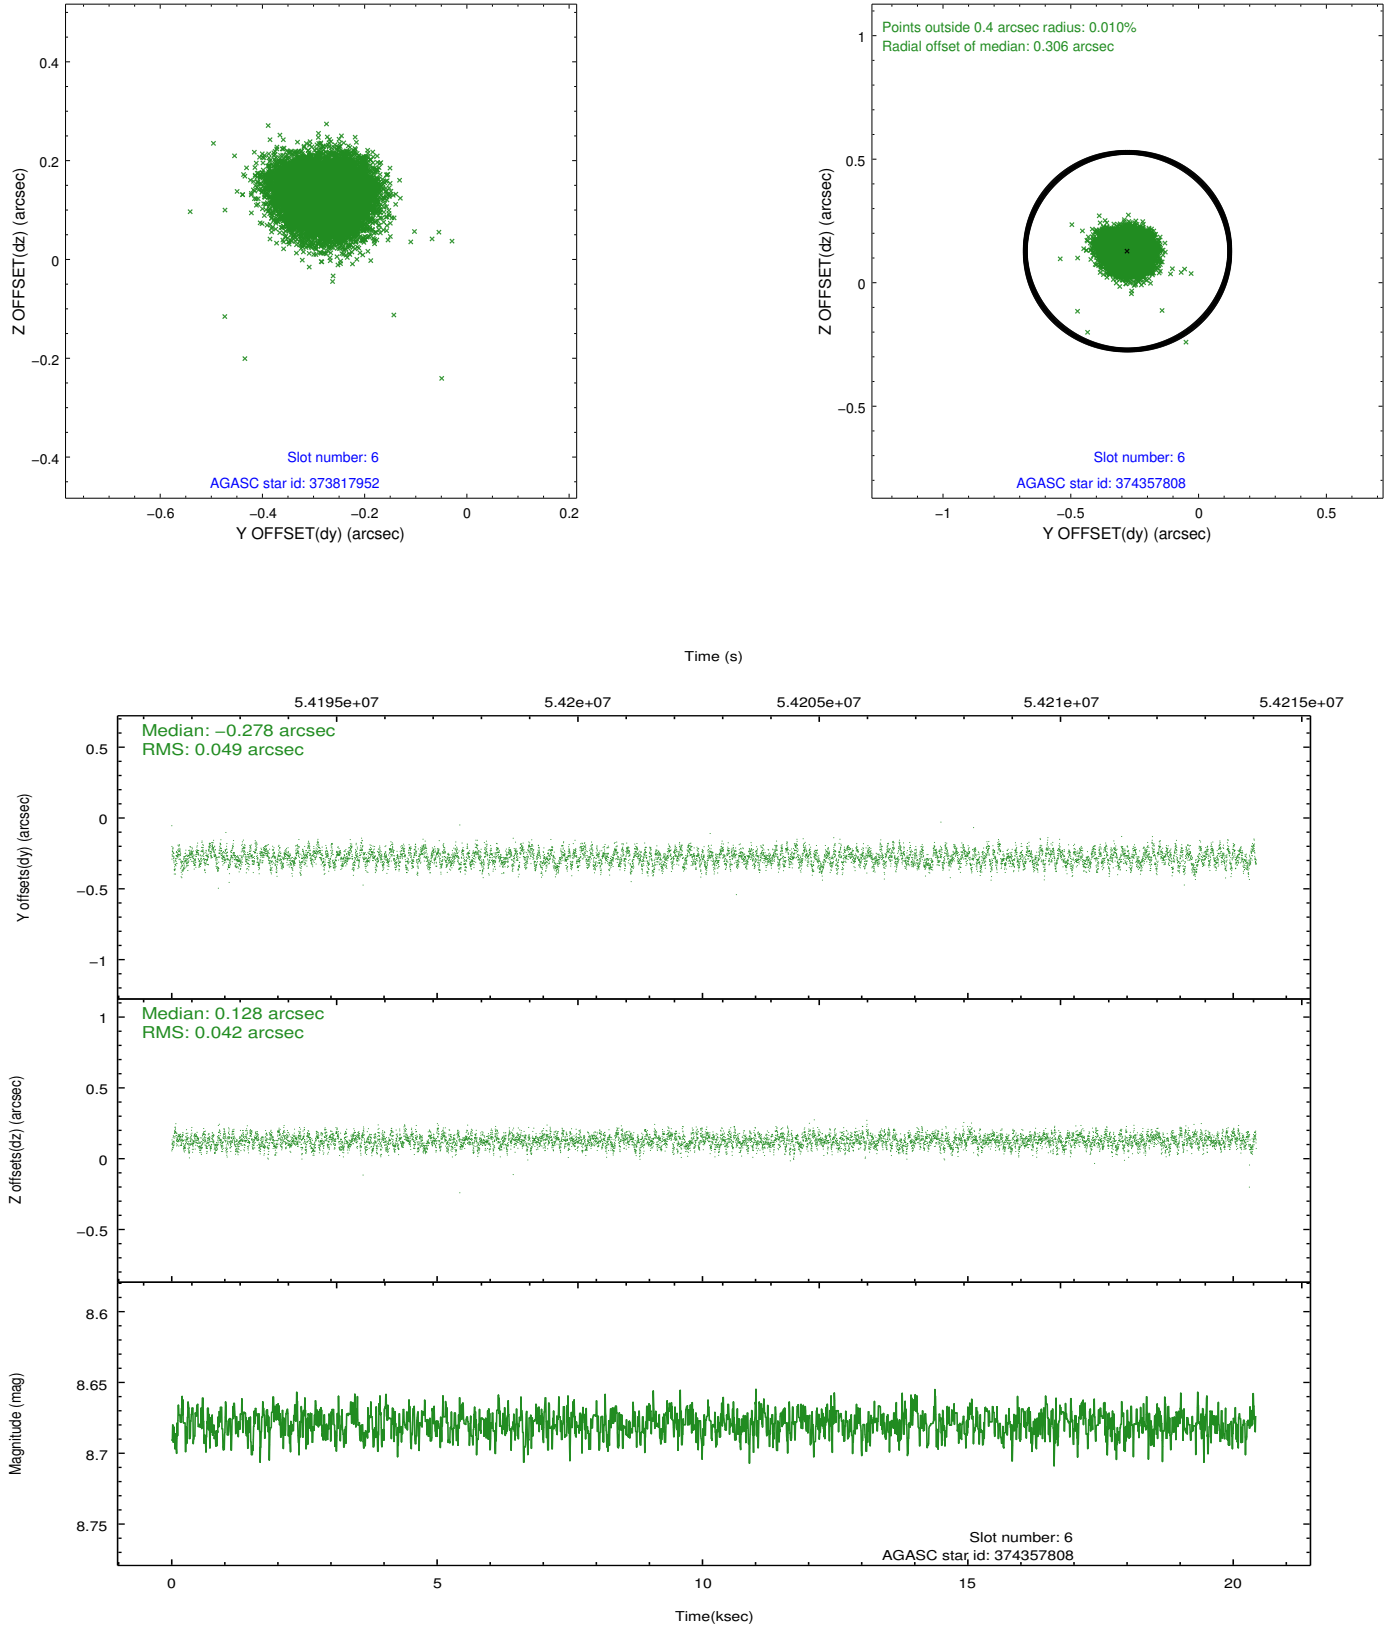 0.4
0.2
0
−0.2
−0.4
Z OFFSET(dz) (arcsec)
Slot number: 6
AGASC star id: 373817952
−0.6
−0.4
−0.2
0
0.2
Y OFFSET(dy) (arcsec)
Points outside 0.4 arcsec radius: 0.010%
Radial offset of median: 0.306 arcsec
1
0.5
0
−0.5
Z OFFSET(dz) (arcsec)
Slot number: 6
AGASC star id: 374357808
−1
−0.5
0
0.5
Y OFFSET(dy) (arcsec)
Time (s)
5.4195e+07
5.42e+07
5.4205e+07
5.421e+07
5.4215e+07
Median: −0.278 arcsec
RMS: 0.049 arcsec
0.5
0
−0.5
−1
Y offsets(dy) (arcsec)
Median: 0.128 arcsec
RMS: 0.042 arcsec
1
0.5
0
−0.5
Z offsets(dz) (arcsec)
8.6
8.65
8.7
8.75
Magnitude (mag)
Slot number: 6
AGASC star id: 374357808
0
5
10
15
20
Time(ksec)